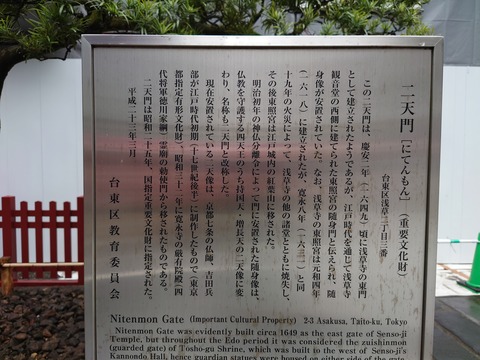 二天門【にてんもん】（重要文化財）
台東区浅草二丁目三番
この二天門は、慶安二年（一六四九）頃に浅草寺の東門
として建立されたようであるが、江戸時代を通じて浅草寺
観音堂の西側に建てられた東照宮の随身門と伝えられ、随
身像が安置されていた。なお、浅草寺の東照宮は元和四年
（一六一八）に建立されたが、寛永八年（一六三一）と同
十九年の火災によって、浅草寺の他の諸堂とともに焼失し、
その後東照宮は江戸城内の紅葉山に移された。
明治初年の神仏分離令によって門に安置された随身像は、
仏教を守護する四天王のうち持国天・増長天の二天像に変
わり、名称も二天門と改称した。
現在安置されている二天像は、京都七条の仏師、吉田兵
部が江戸時代初期（十七世紀後半）に制作したもので（東京
都指定有形文化財）、昭和三十二年に寛永寺の厳有院殿（四
代将軍徳川家綱）霊廟の勅使門から移されたものである。
二天門は昭和二十五年、国指定重要文化財に指定された。
平成二十三年三月
台東区教育委員会
Nitenmon Gate (Important Cultural Property) 2-3 Asakusa, Taito-ku, Tokyo
Nitenmon Gate was evidently built circa 1649 as the east gate of Senso-ji
Temple, but throughout the Edo period it was considered the zuishinmon
(guarded gate) of Tosho-gu Shrine, which was built to the west of Senso-ji's
Kannondo Hall, hence guardian statues were housed on either side of the gate.